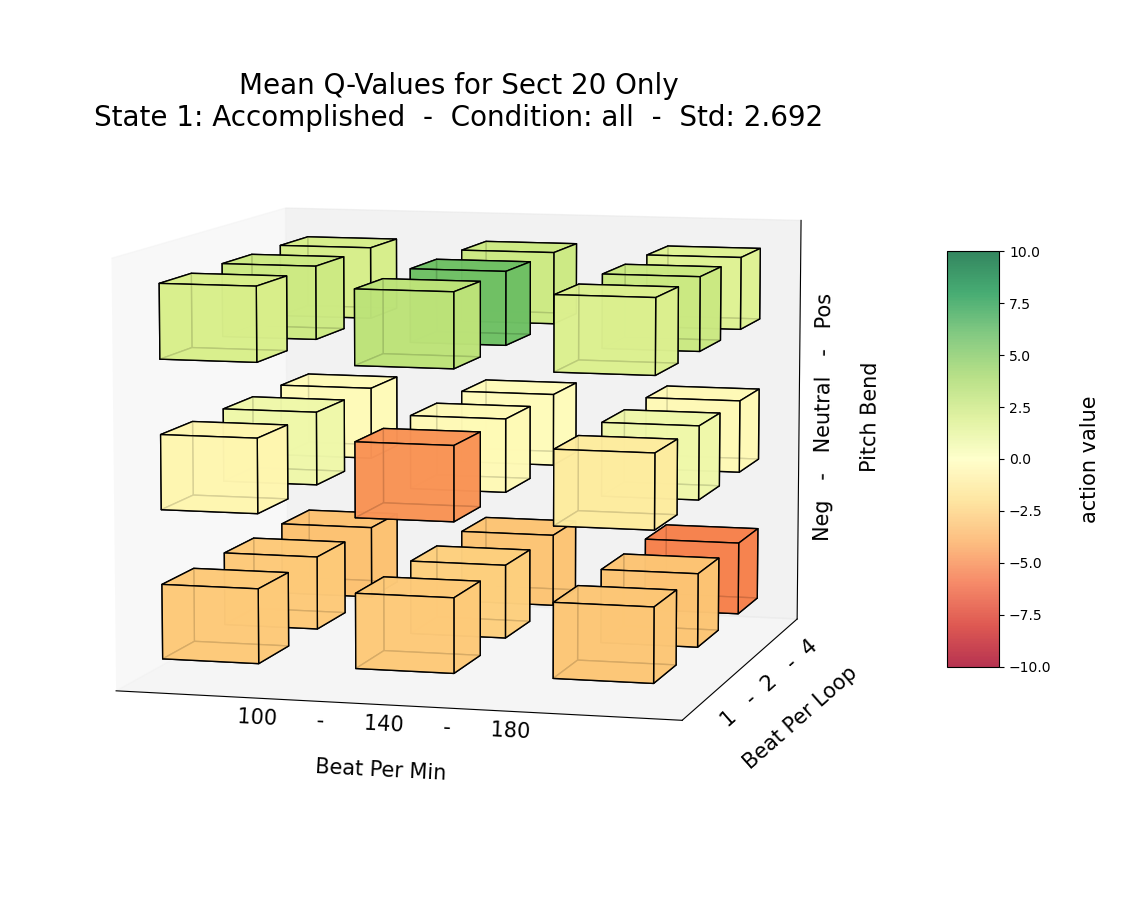 Mean Q-Values for Sect 20 Only
State 1: Accomplished  -  Condition: all  -  Std: 2.692
Neg  -  Neutral  -  Pos
Pitch Bend
1  -  2  -  4
Beat Per Loop
100  -  140  -  180
Beat Per Min
10.0
7.5
5.0
2.5
0.0
−2.5
−5.0
−7.5
−10.0
action value